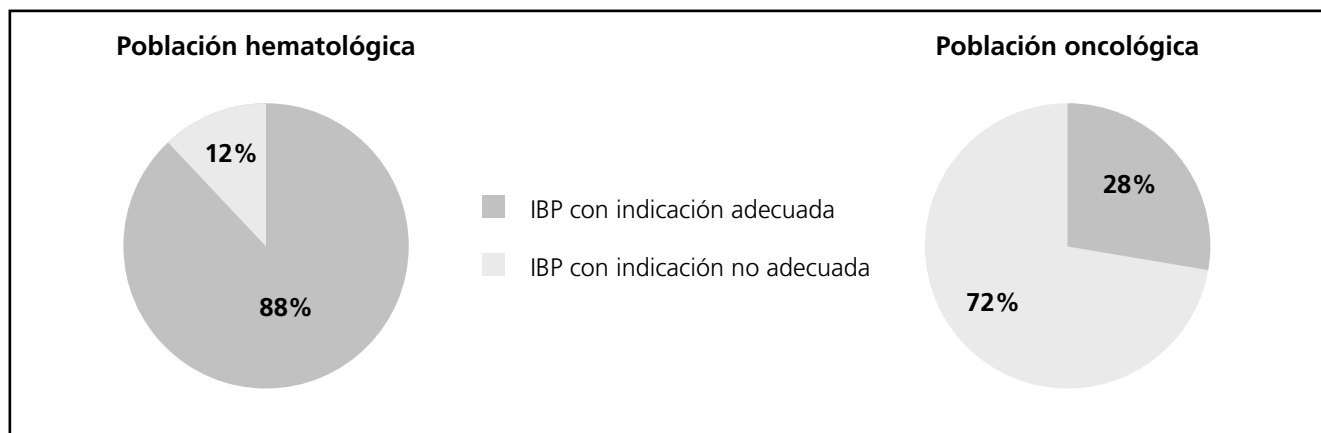 Población hematológica
12%
88%
IBP con indicación adecuada
IBP con indicación no adecuada
Población oncológica
28%
72%